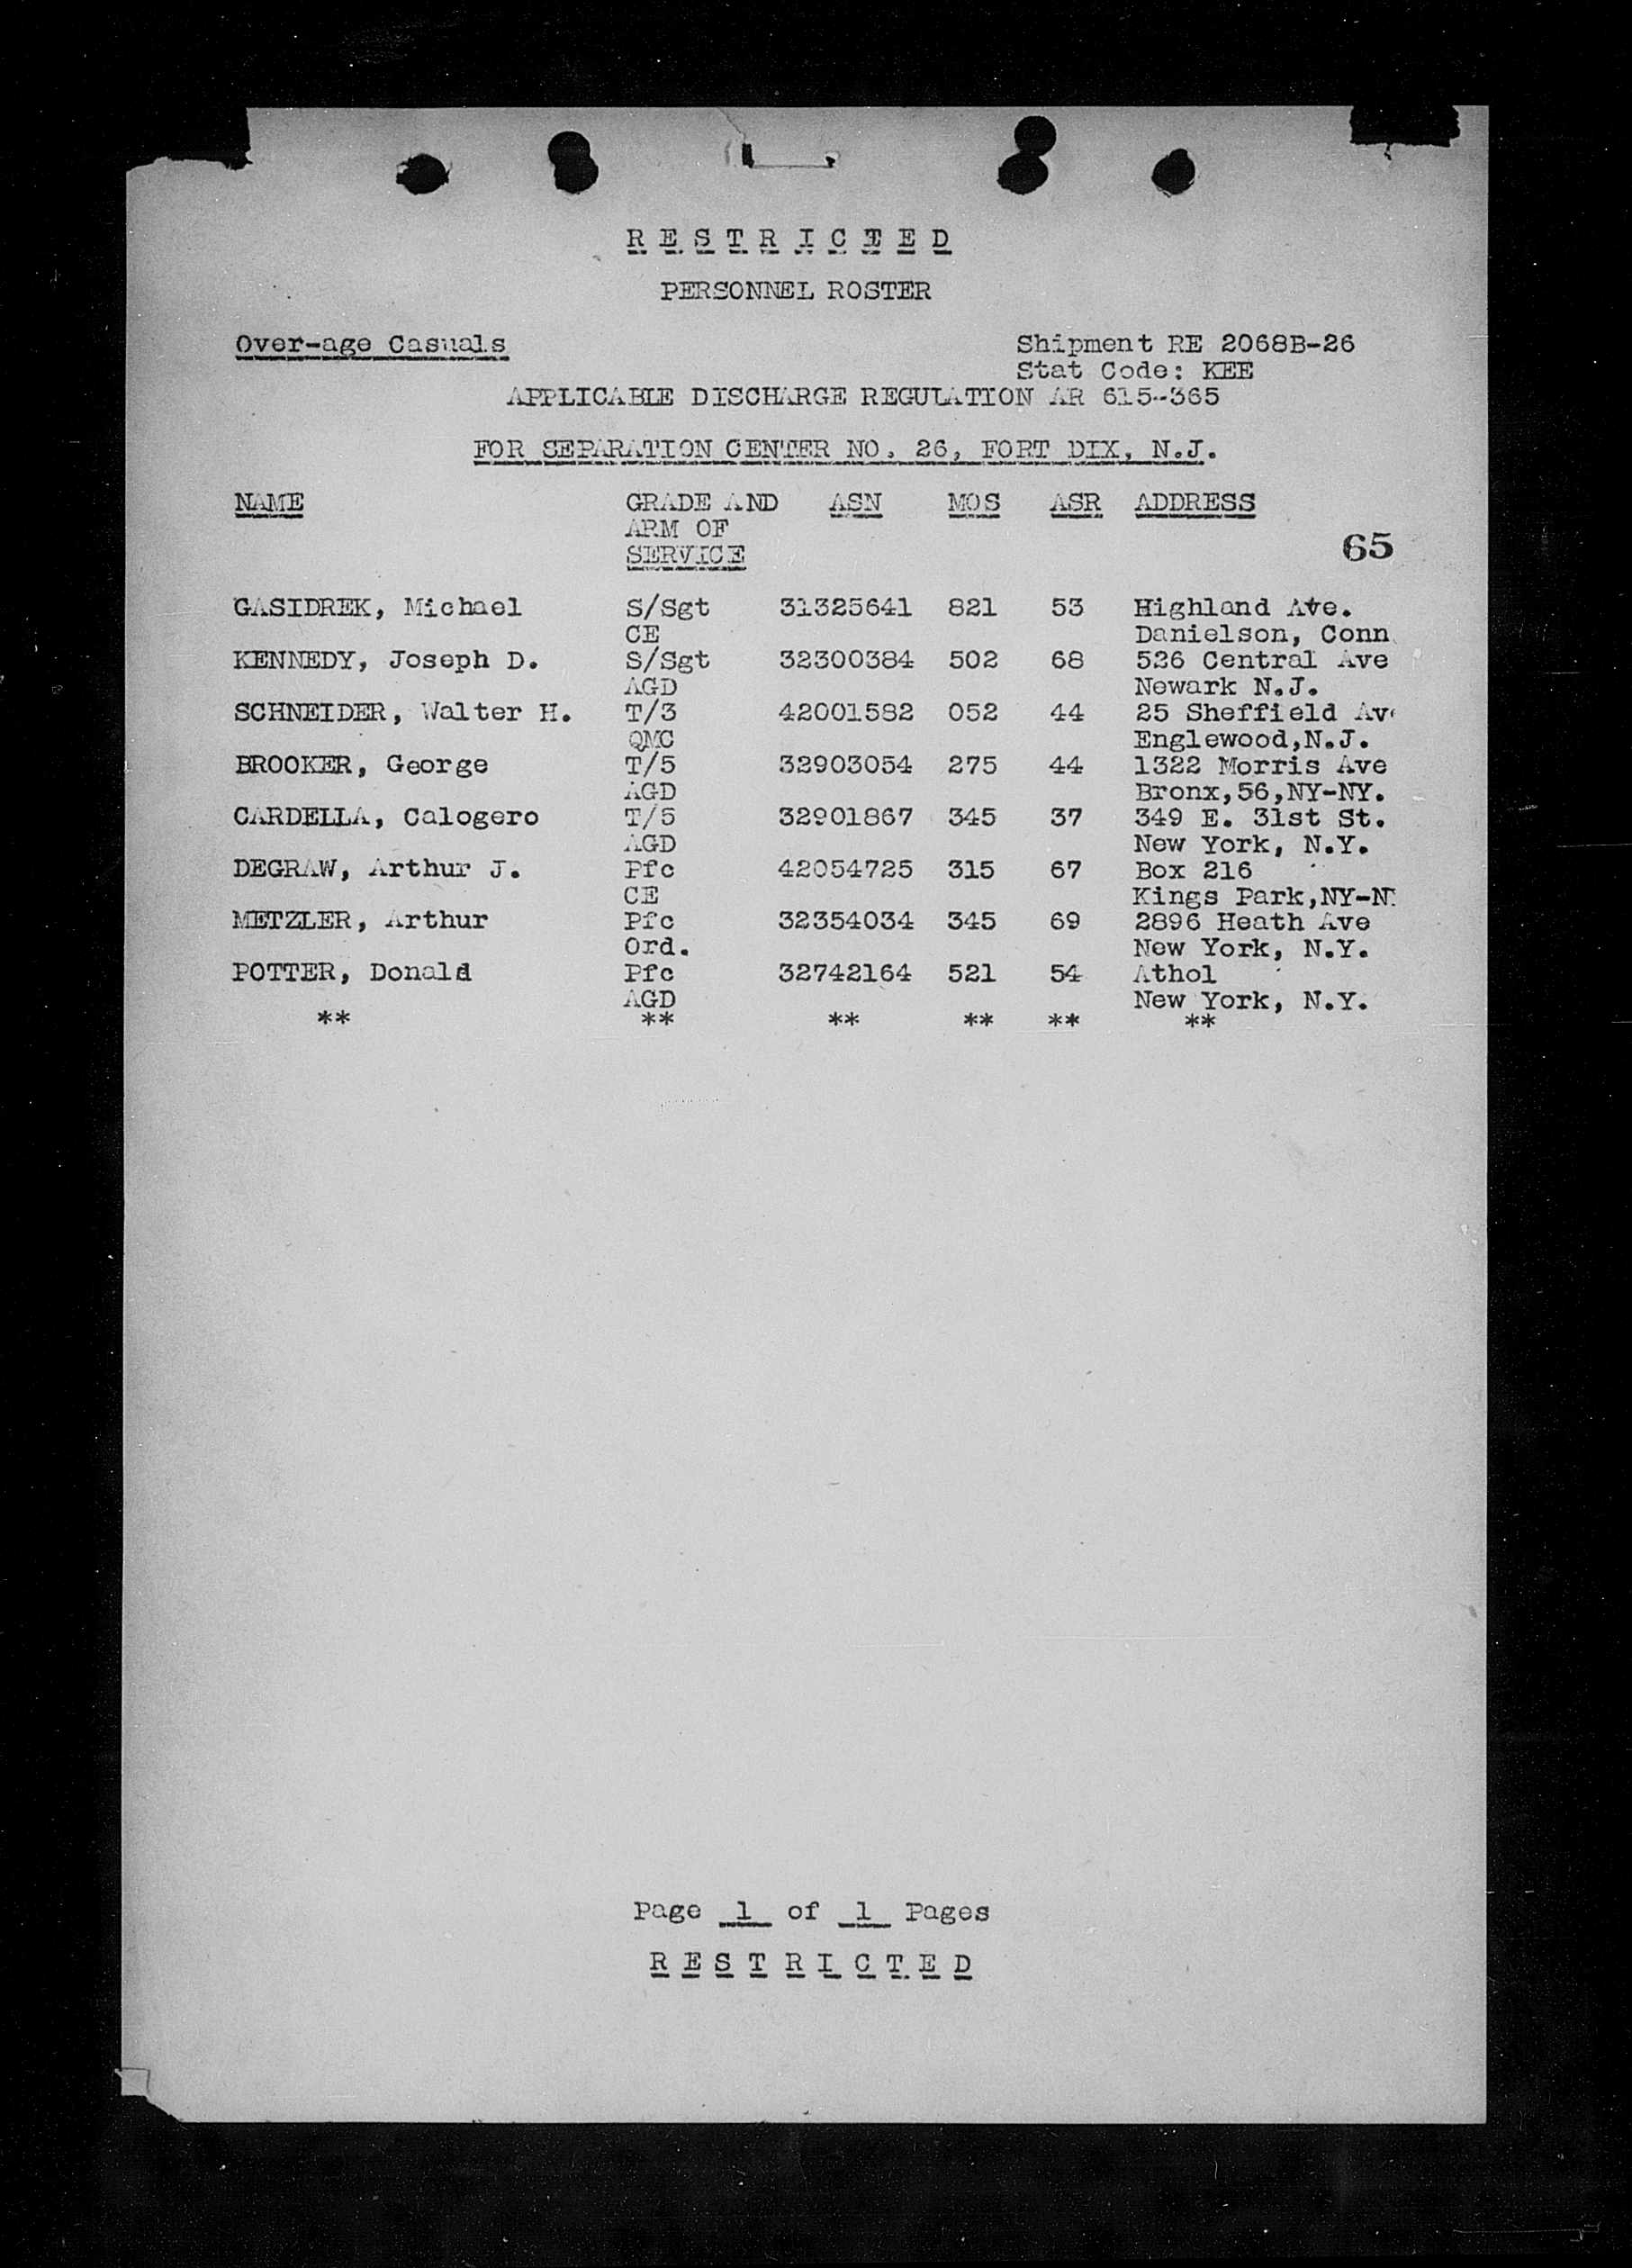 R E S T R I C T E D
PERSONNEL ROSTER
Over-age Casuals Shipment RE 2068B-26
Stat Code: KEE
APPLICABLE DISCHARGE REGULATION AR 615-365
FOR SEPARATION CENTER NO. 26, FORT DIX, N.J.
NAME GRADE AND ASN MOS ASR ADDRESS
ARM OF
SERVICE 65
GASIDREK, Michael S/Sgt 31325641 821 53 Highland Ave.
CE Danielson, Conn.
KENNEDY, Joseph D. S/Sgt 32300384 502 68 526 Central Ave
AGD Newark N.J.
SCHNEIDER, Walter H. T/3 42001582 052 44 25 Sheffield Av
QMC Englewood,N.J.
BROOKER, George T/5 32903054 275 44 1322 Morris Ave
AGD Bronx,56,NY-NY.
CARDELLA, Calogero T/5 32901867 345 37 349 E. 31st St.
AGD New York, N.Y.
DEGRAW, Arthur J. Pfc 42054725 315 67 Box 216
CE Kings Park,NY-N
METZLER, Arthur Pfc 32354034 345 69 2896 Heath Ave
Ord. New York, N.Y.
POTTER, Donald Pfc 32742164 521 54 Athol
AGD New York, N.Y.
** ** ** ** ** **
Page 1 of 1 Pages
R E S T R I C T E D